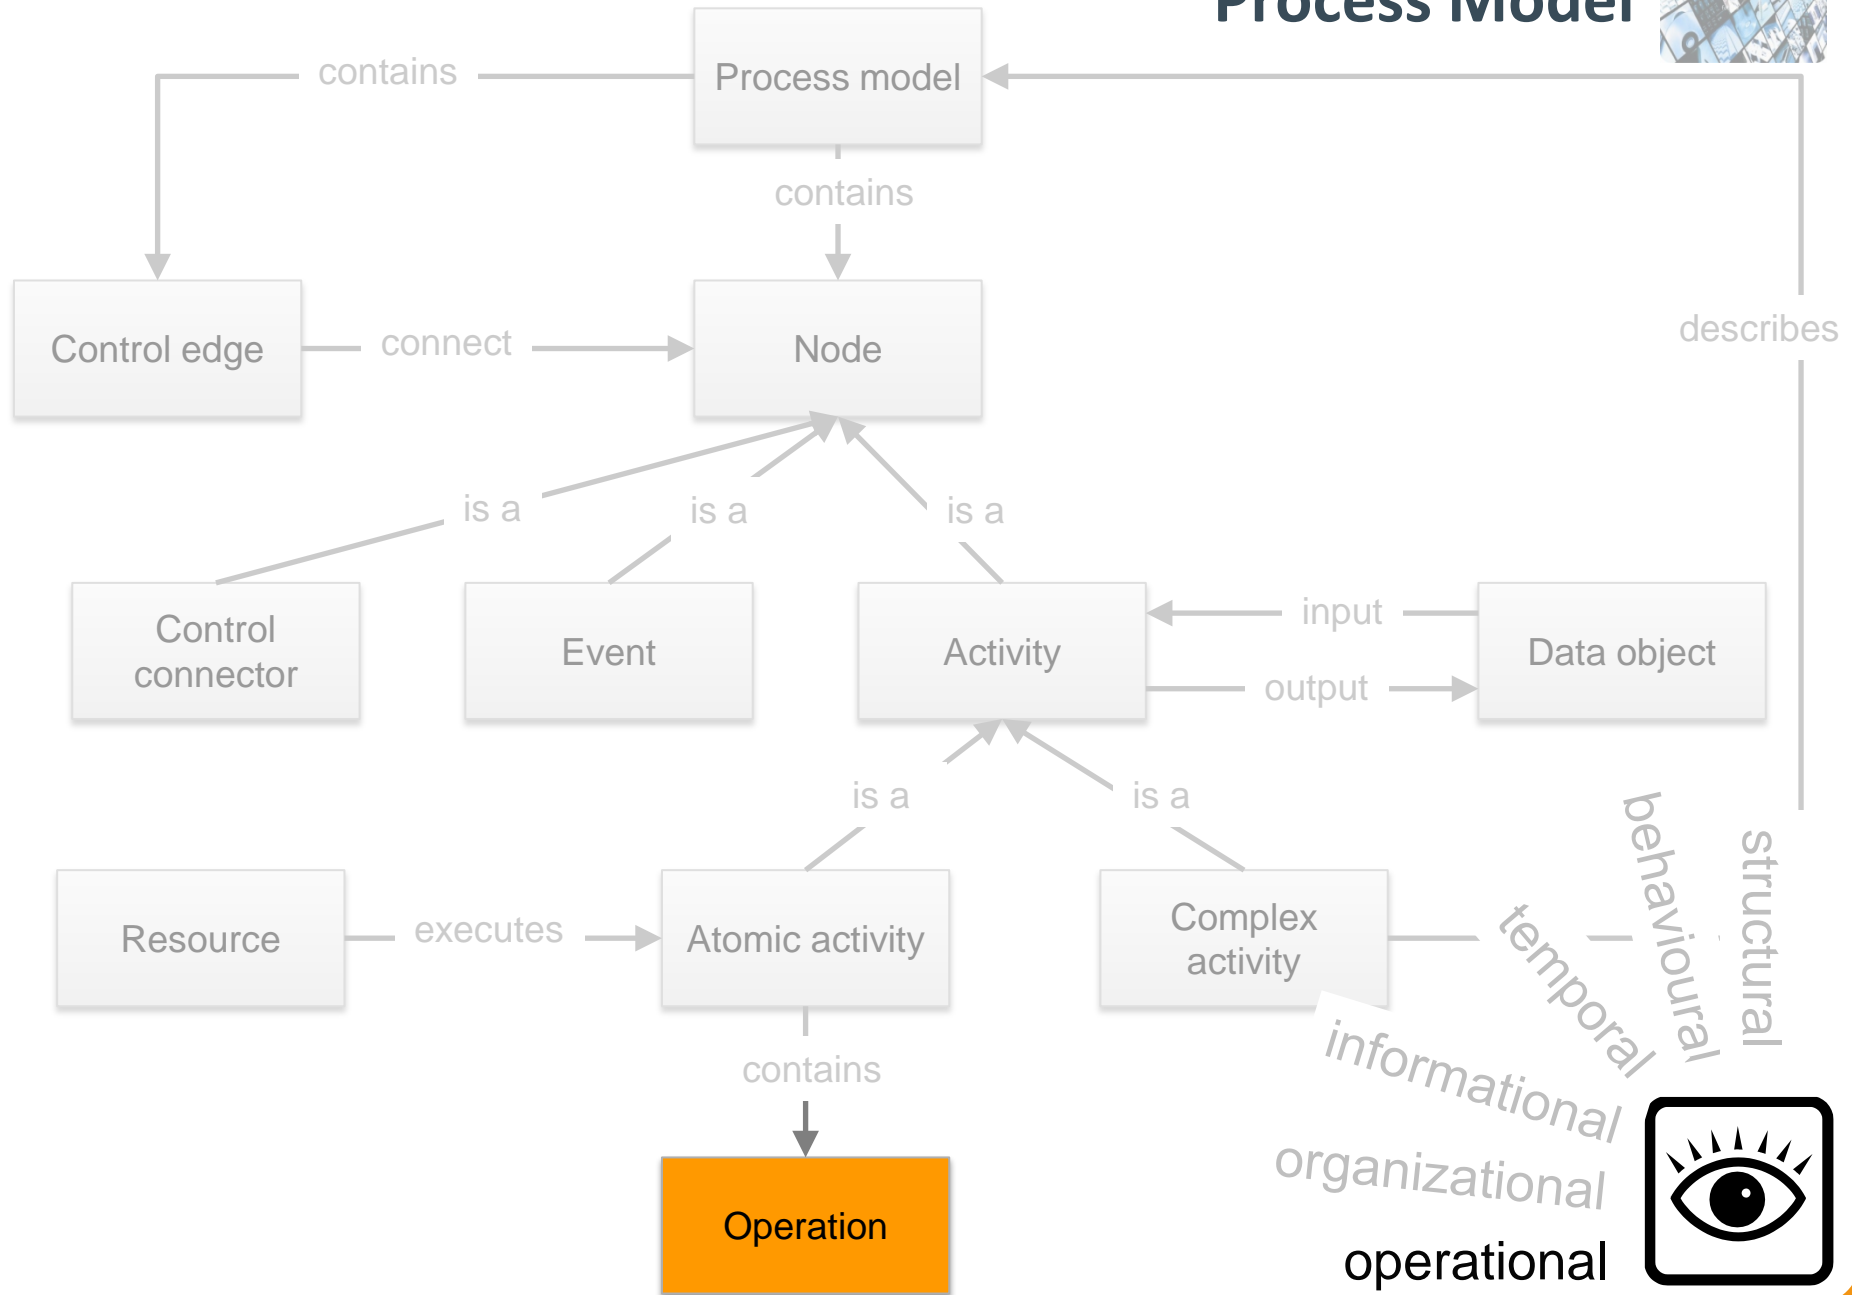 Process Model
contains
Process model
contains
Control edge
connect
Node
describes
is a
is a
is a
Control
connector
Event
Activity
input
output
Data object
is a
is a
Resource
executes
Atomic activity
Complex
activity
contains
Operation
structural
behavioural
temporal
informational
organizational
operational